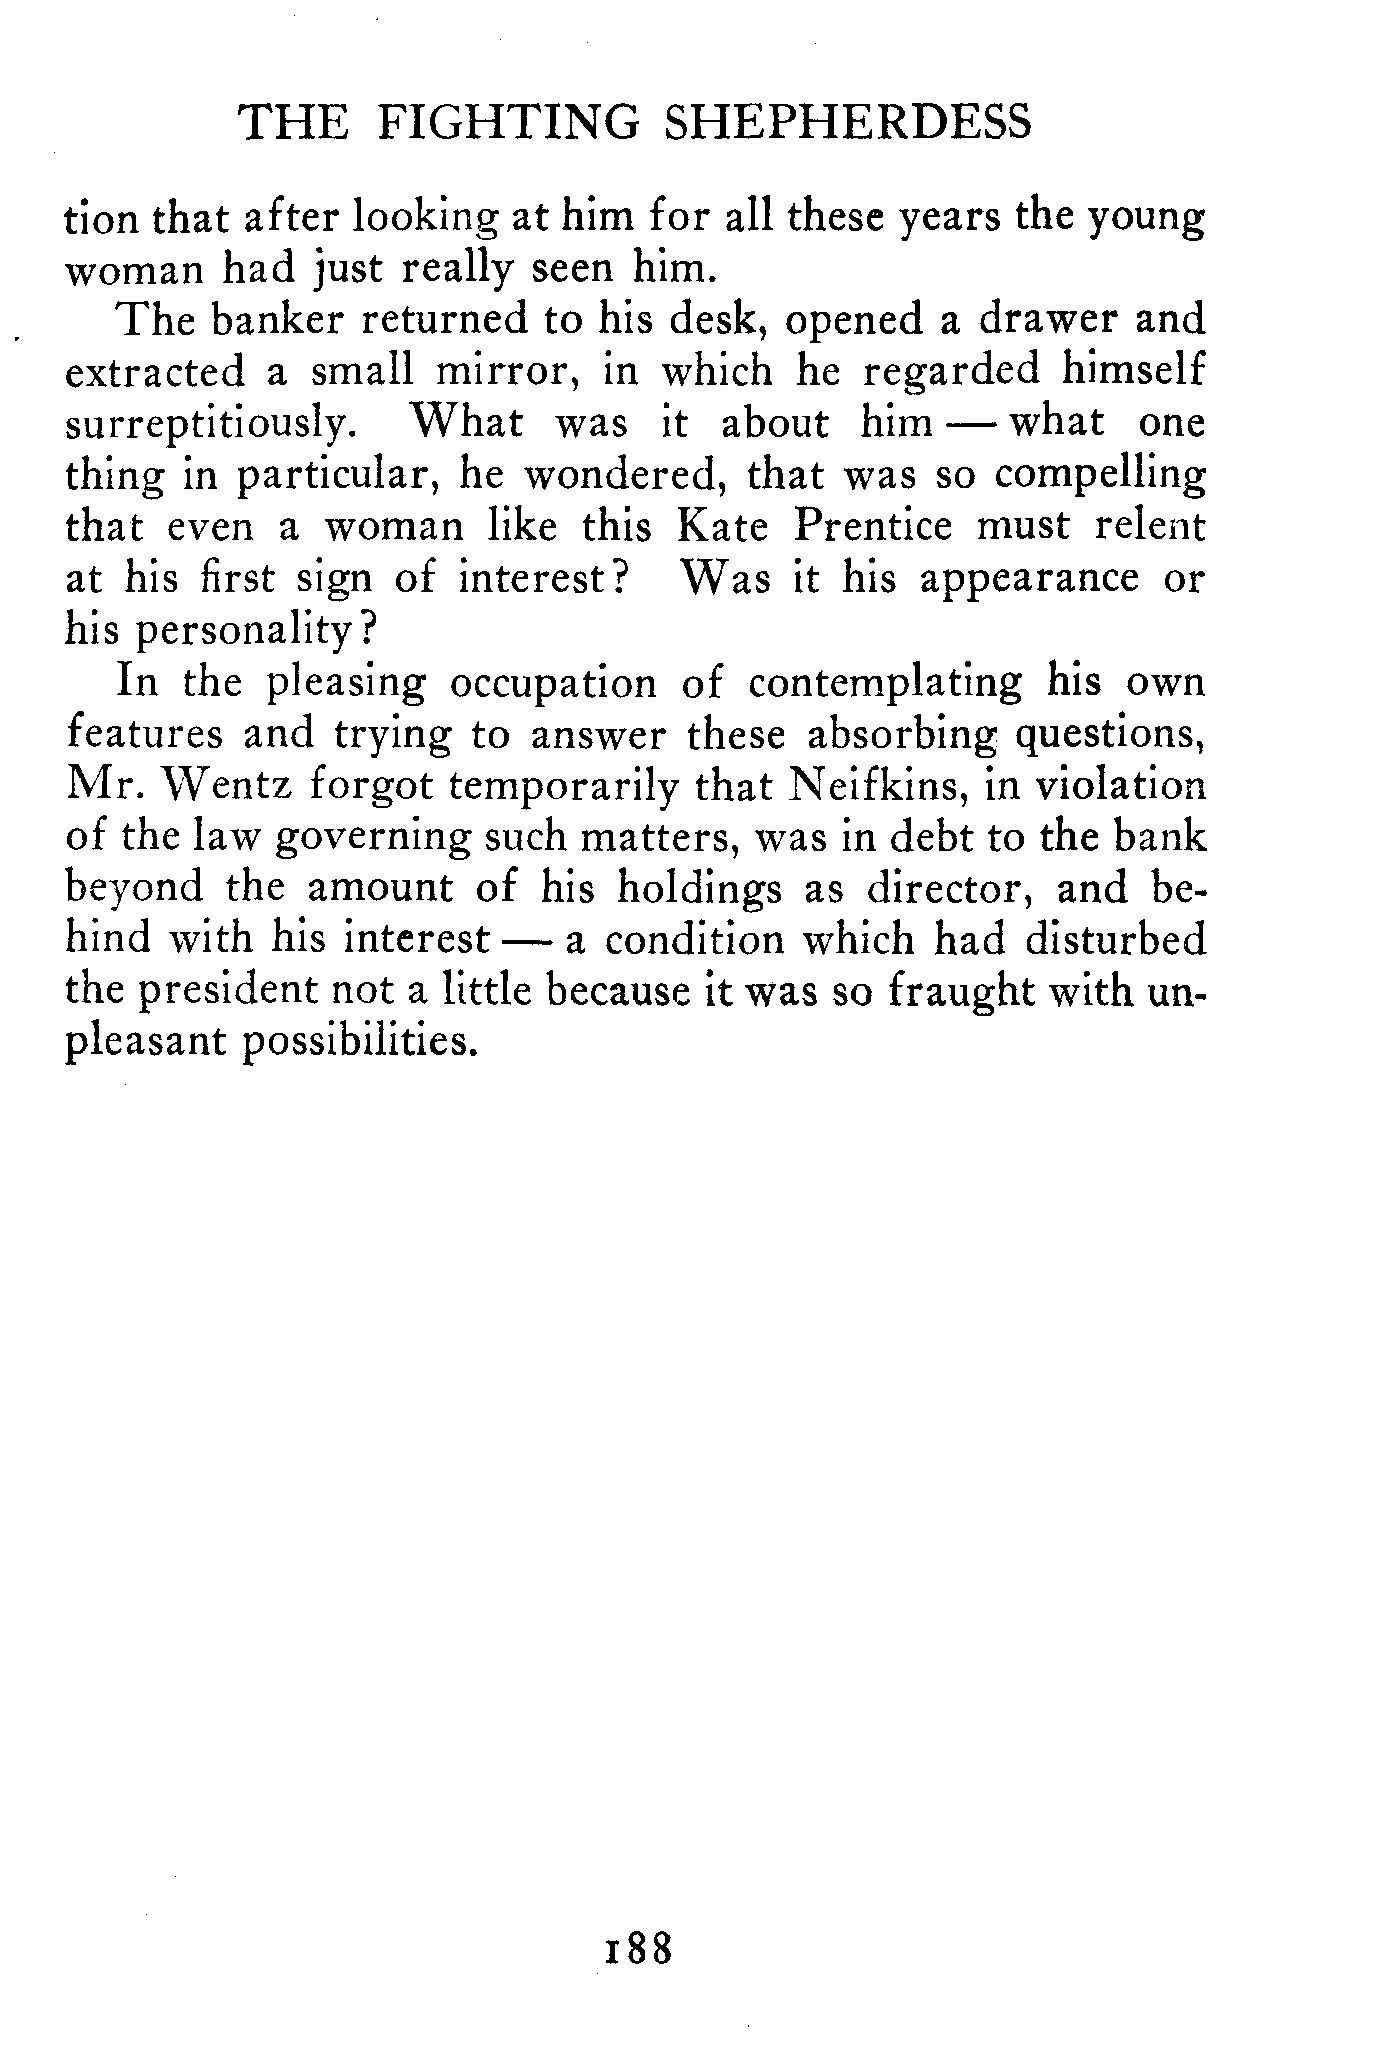 THE FIGHTING SHEPHERDESS
tion that after looking at him for all these years the young
woman had just really seen him.
The banker returned to his desk, opened a drawer and
extracted a small mirror, in which he regarded himself
surreptitiously. What was it about him — what one
thing in particular, he wondered, that was so compelling
that even a woman like this Kate Prentice must relent
at his first sign of interest? Was it his appearance or
his personality?
In the pleasing occupation of contemplating his own
features and trying to answer these absorbing questions,
Mr. Wentz forgot temporarily that Neifkins, in violation
of the law governing such matters, was in debt to the bank
beyond the amount of his holdings as director, and be-
hind with his interest — a condition which had disturbed
the president not a little because it was so fraught with un-
pleasant possibilities.
188